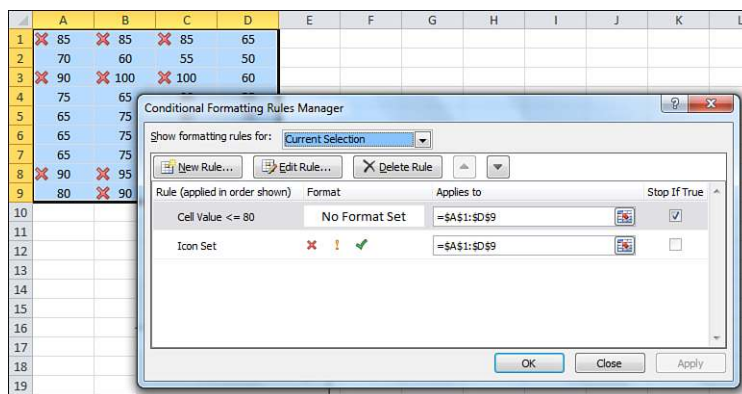 A B C D E F G H I J K L
1 85 85 85 65
2 70 60 55 50
3 90 100 100 60
4 75 65
5 65 75
6 65 75
7 65 75
8 90 95
9 80 90
10
11
12
13
14
15
16
17
18
19
Conditional Formatting Rules Manager
Show formatting rules for: Current Selection
New Rule... Edit Rule... Delete Rule
Rule (applied in order shown) Format Applies to Stop If True
Cell Value <= 80 No Format Set =$A$1:$D$9
Icon Set =$A$1:$D$9
OK Close Apply